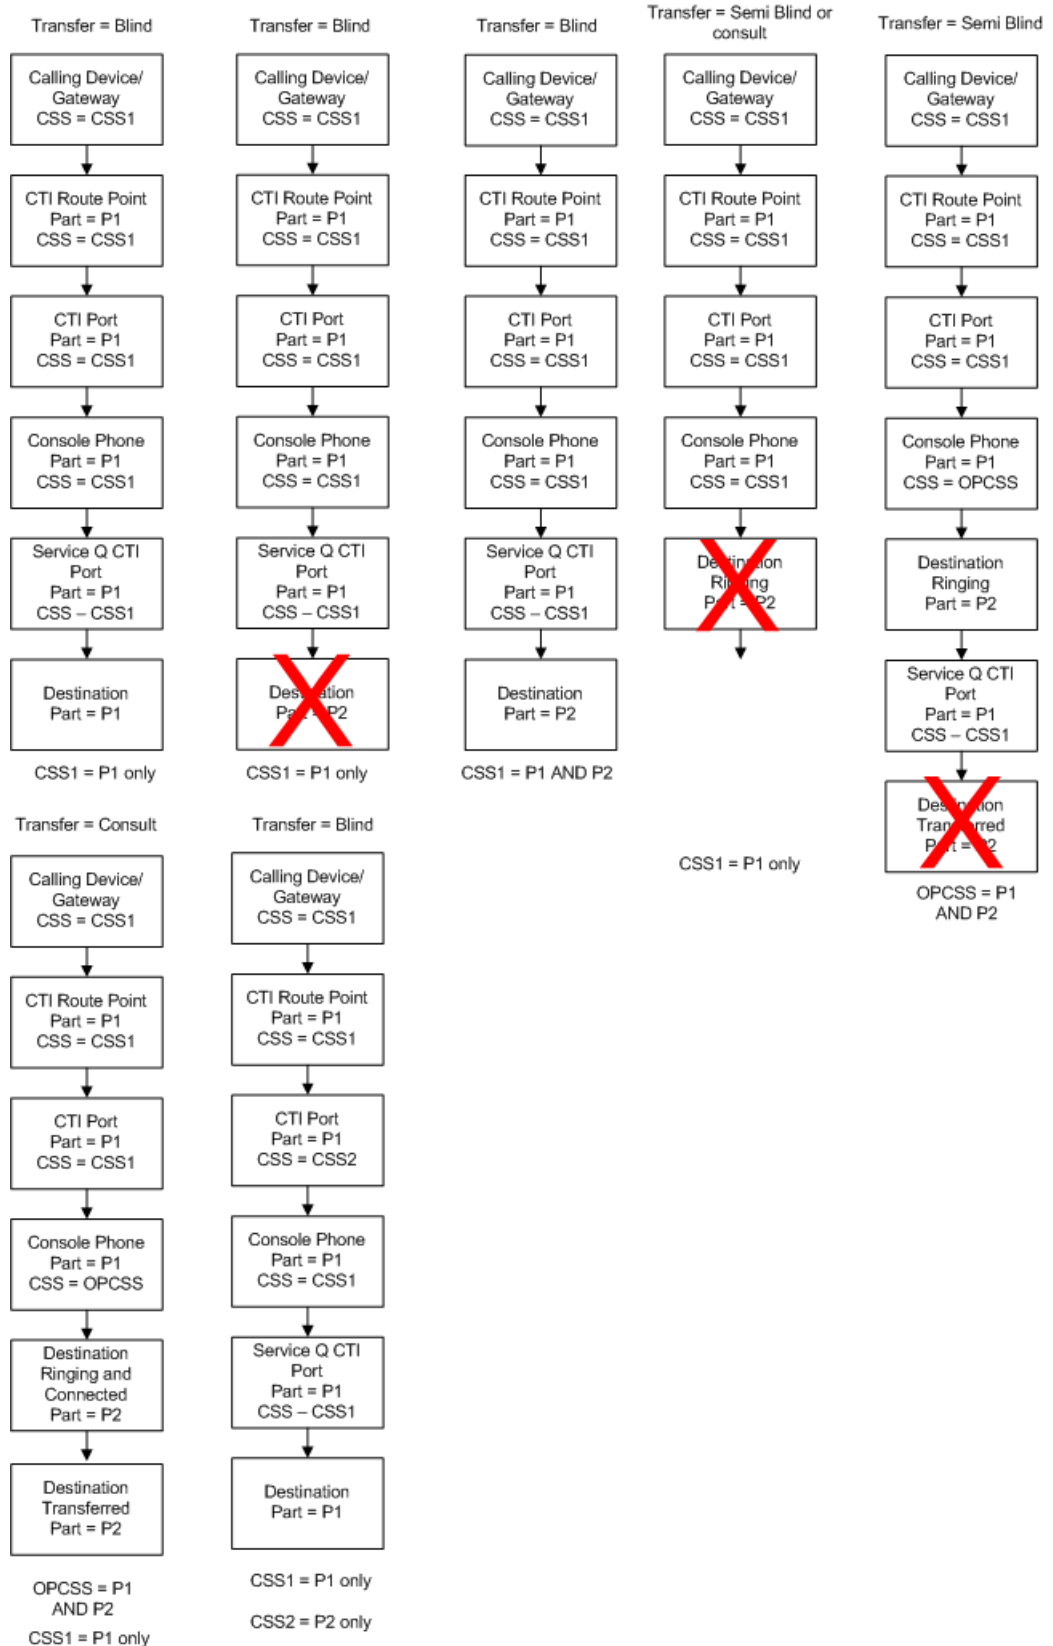 Transfer = Blind
Calling Device/
Gateway
CSS = CSS1
CTI Route Point
Part = P1
CSS = CSS1
CTI Port
Part = P1
CSS = CSS1
Console Phone
Part = P1
CSS = CSS1
Service Q CTI
Port
Part = P1
CSS – CSS1
Destination
Part = P1
CSS1 = P1 only
Transfer = Blind
Calling Device/
Gateway
CSS = CSS1
CTI Route Point
Part = P1
CSS = CSS1
CTI Port
Part = P1
CSS = CSS1
Console Phone
Part = P1
CSS = CSS1
Service Q CTI
Port
Part = P1
CSS – CSS1
Destination
Part = P2
CSS1 = P1 only
Transfer = Blind
Calling Device/
Gateway
CSS = CSS1
CTI Route Point
Part = P1
CSS = CSS1
CTI Port
Part = P1
CSS = CSS1
Console Phone
Part = P1
CSS = CSS1
Service Q CTI
Port
Part = P1
CSS – CSS1
Destination
Part = P2
CSS1 = P1 AND P2
Transfer = Semi Blind or
consult
Calling Device/
Gateway
CSS = CSS1
CTI Route Point
Part = P1
CSS = CSS1
CTI Port
Part = P1
CSS = CSS1
Console Phone
Part = P1
CSS = CSS1
Destination
Ringing
Part = P2
CSS1 = P1 only
Transfer = Semi Blind
Calling Device/
Gateway
CSS = CSS1
CTI Route Point
Part = P1
CSS = CSS1
CTI Port
Part = P1
CSS = CSS1
Console Phone
Part = P1
CSS = OPCSS
Destination
Ringing
Part = P2
Service Q CTI
Port
Part = P1
CSS – CSS1
Destination
Transferred
Part = P2
OPCSS = P1
AND P2
Transfer = Consult
Calling Device/
Gateway
CSS = CSS1
CTI Route Point
Part = P1
CSS = CSS1
CTI Port
Part = P1
CSS = CSS1
Console Phone
Part = P1
CSS = OPCSS
Destination
Ringing and
Connected
Part = P2
Destination
Transferred
Part = P2
OPCSS = P1
AND P2
CSS1 = P1 only
Transfer = Blind
Calling Device/
Gateway
CSS = CSS1
CTI Route Point
Part = P1
CSS = CSS1
CTI Port
Part = P1
CSS = CSS2
Console Phone
Part = P1
CSS = CSS1
Service Q CTI
Port
Part = P1
CSS – CSS1
Destination
Part = P1
CSS1 = P1 only
CSS2 = P2 only